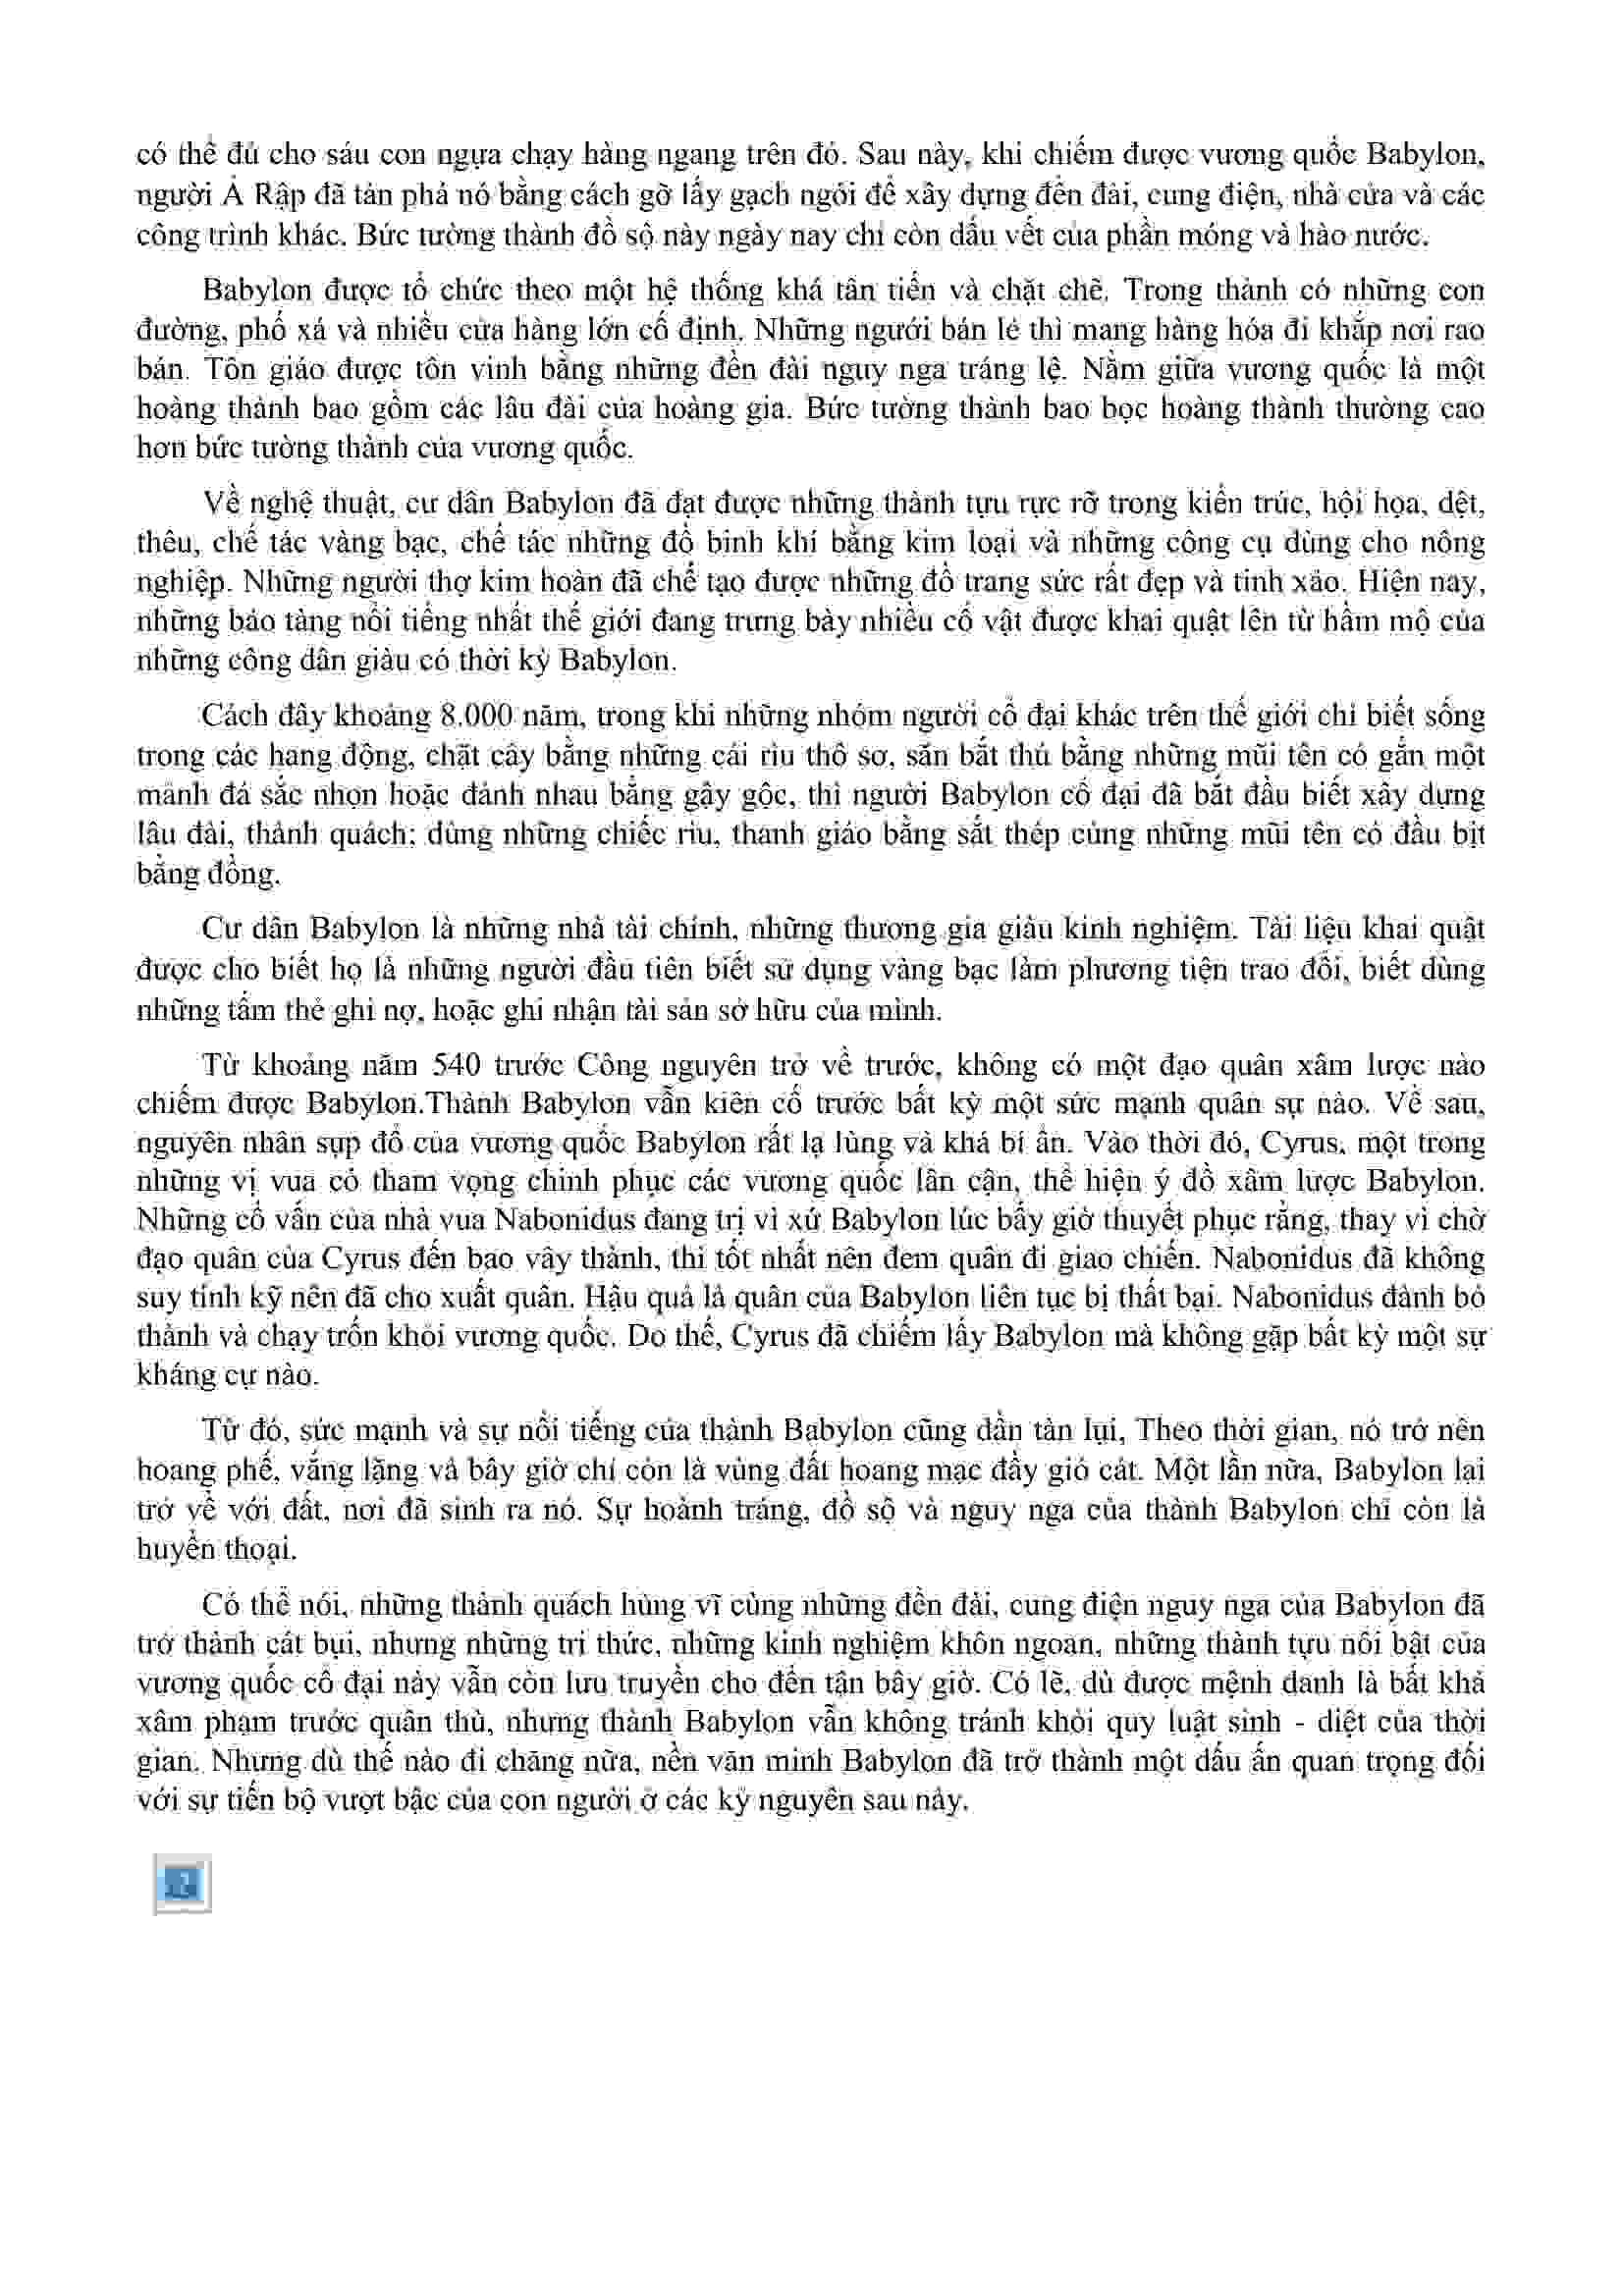 có thể đủ cho sáu con ngựa chạy hàng ngang trên đó. Sau này, khi chiếm được vương quốc Babylon,
người Ả Rập đã tàn phá nó bằng cách gỡ lấy gạch ngói để xây dựng đền đài, cung điện, nhà cửa và các
công trình khác. Bức tường thành đồ sộ này ngày nay chỉ còn dấu vết của phần móng và hào nước.
Babylon được tổ chức theo một hệ thống khá tân tiến và chặt chẽ. Trong thành có những con
đường, phố xá và nhiều cửa hàng lớn cố định. Những người bán lẻ thì mang hàng hóa đi khắp nơi rao
bán. Tôn giáo được tôn vinh bằng những đền đài nguy nga tráng lệ. Nằm giữa vương quốc là một
hoàng thành bao gồm các lâu đài của hoàng gia. Bức tường thành bao bọc hoàng thành thường cao
hơn bức tường thành của vương quốc.
Về nghệ thuật, cư dân Babylon đã đạt được những thành tựu rực rỡ trong kiến trúc, hội họa, dệt,
thêu, chế tác vàng bạc, chế tác những đồ binh khí bằng kim loại và những công cụ dùng cho nông
nghiệp. Những người thợ kim hoàn đã chế tạo được những đồ trang sức rất đẹp và tinh xảo. Hiện nay,
những bảo tàng nổi tiếng nhất thế giới đang trưng bày nhiều cổ vật được khai quật lên từ hầm mộ của
những công dân giàu có thời kỳ Babylon.
Cách đây khoảng 8.000 năm, trong khi những nhóm người cổ đại khác trên thế giới chỉ biết sống
trong các hang động, chặt cây bằng những cái rìu thô sơ, săn bắt thú bằng những mũi tên có gắn một
mảnh đá sắc nhọn hoặc đánh nhau bằng gậy gộc, thì người Babylon cổ đại đã bắt đầu biết xây dựng
lâu đài, thành quách; dùng những chiếc rìu, thanh giáo bằng sắt thép cùng những mũi tên có đầu bịt
bằng đồng.
Cư dân Babylon là những nhà tài chính, những thương gia giàu kinh nghiệm. Tài liệu khai quật
được cho biết họ là những người đầu tiên biết sử dụng vàng bạc làm phương tiện trao đổi, biết dùng
những tấm thẻ ghi nợ, hoặc ghi nhận tài sản sở hữu của mình.
Từ khoảng năm 540 trước Công nguyên trở về trước, không có một đạo quân xâm lược nào
chiếm được Babylon.Thành Babylon vẫn kiên cố trước bất kỳ một sức mạnh quân sự nào. Về sau,
nguyên nhân sụp đổ của vương quốc Babylon rất lạ lùng và khá bí ẩn. Vào thời đó, Cyrus, một trong
những vị vua có tham vọng chinh phục các vương quốc lân cận, thể hiện ý đồ xâm lược Babylon.
Những cố vấn của nhà vua Nabonidus đang trị vì xứ Babylon lúc bấy giờ thuyết phục rằng, thay vì chờ
đạo quân của Cyrus đến bao vây thành, thì tốt nhất nên đem quân đi giao chiến. Nabonidus đã không
suy tính kỹ nên đã cho xuất quân. Hậu quả là quân của Babylon liên tục bị thất bại. Nabonidus đành bỏ
thành và chạy trốn khỏi vương quốc. Do thế, Cyrus đã chiếm lấy Babylon mà không gặp bất kỳ một sự
kháng cự nào.
Từ đó, sức mạnh và sự nổi tiếng của thành Babylon cũng dần tàn lụi, Theo thời gian, nó trở nên
hoang phế, vắng lặng và bây giờ chỉ còn là vùng đất hoang mạc đầy gió cát. Một lần nữa, Babylon lại
trở về với đất, nơi đã sinh ra nó. Sự hoành tráng, đồ sộ và nguy nga của thành Babylon chỉ còn là
huyền thoại.
Có thể nói, những thành quách hùng vĩ cùng những đền đài, cung điện nguy nga của Babylon đã
trở thành cát bụi, nhưng những tri thức, những kinh nghiệm khôn ngoan, những thành tựu nổi bật của
vương quốc cổ đại này vẫn còn lưu truyền cho đến tận bây giờ. Có lẽ, dù được mệnh danh là bất khả
xâm phạm trước quân thù, nhưng thành Babylon vẫn không tránh khỏi quy luật sinh - diệt của thời
gian. Nhưng dù thế nào đi chăng nữa, nền văn minh Babylon đã trở thành một dấu ấn quan trọng đối
với sự tiến bộ vượt bậc của con người ở các kỷ nguyên sau này.